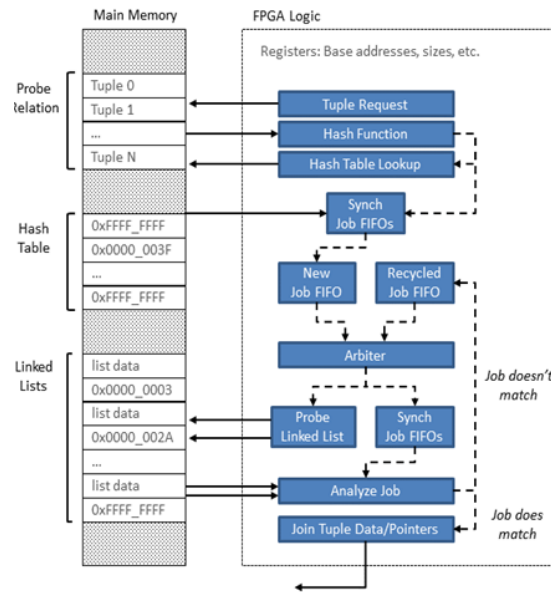 Main Memory
FPGA Logic
Registers: Base addresses, sizes, etc.
Probe
Relation
Tuple 0
Tuple 1
...
Tuple N
Tuple Request
Hash Function
Hash Table Lookup
Synch
Job FIFOs
Hash
Table
0xFFFF_FFFF
0x0000_003F
...
0xFFFF_FFFF
New
Job FIFO
Recycled
Job FIFO
Arbiter
Linked
Lists
list data
0x0000_0003
list data
0x0000_002A
...
list data
0xFFFF_FFFF
Probe
Linked List
Synch
Job FIFOs
Job doesn't
match
Analyze Job
Join Tuple Data/Pointers
Job does
match